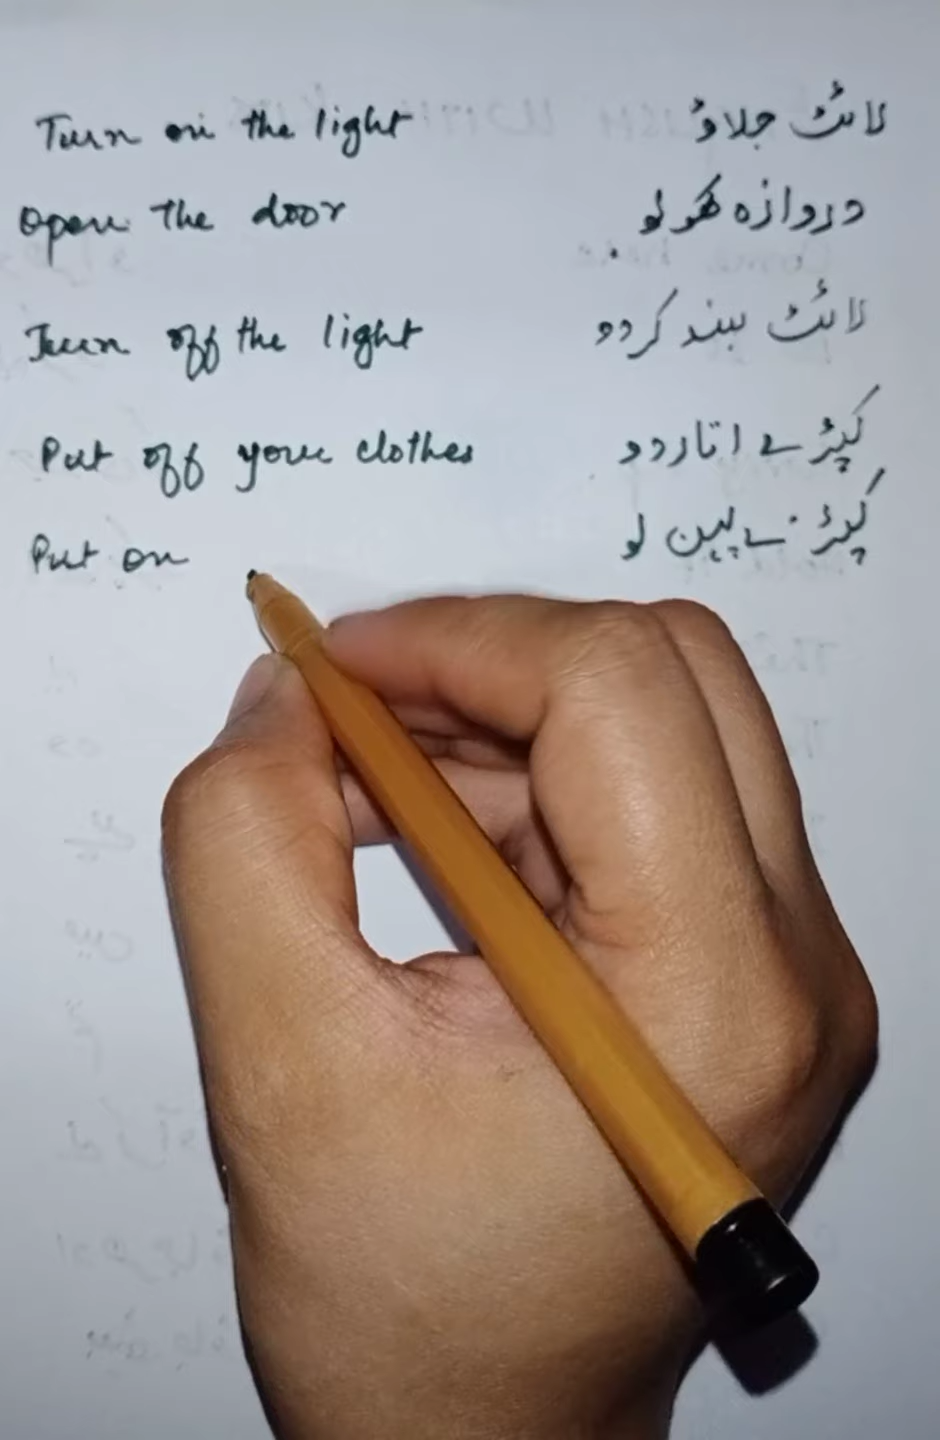 Turn on the light لائٹ جلاؤ
Open the door دروازہ کھولو
Turn off the light لائٹ بند کردو
Put off your clothes کپڑے اتار دو
Put on کپڑے پہن لو